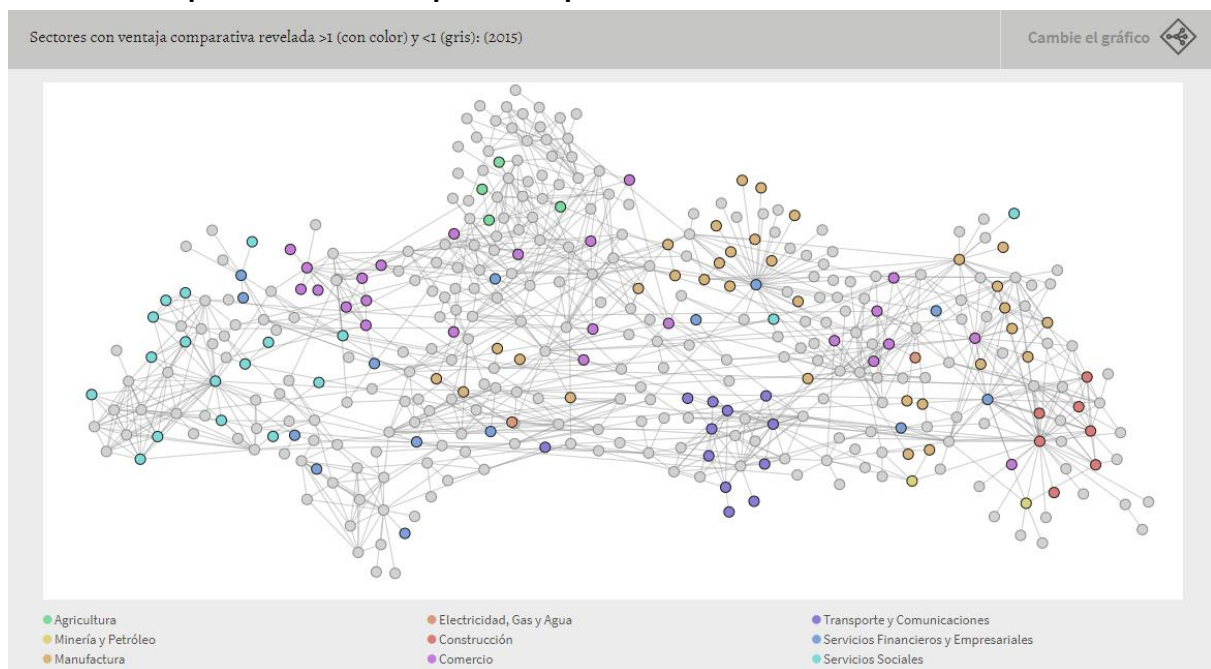 Sectores con ventaja comparativa revelada >1 (con color) y <1 (gris): (2015)
Cambie el gráfico
Agricultura
Electricidad, Gas y Agua
Transporte y Comunicaciones
Minería y Petróleo
Construcción
Servicios Financieros y Empresariales
Manufactura
Comercio
Servicios Sociales